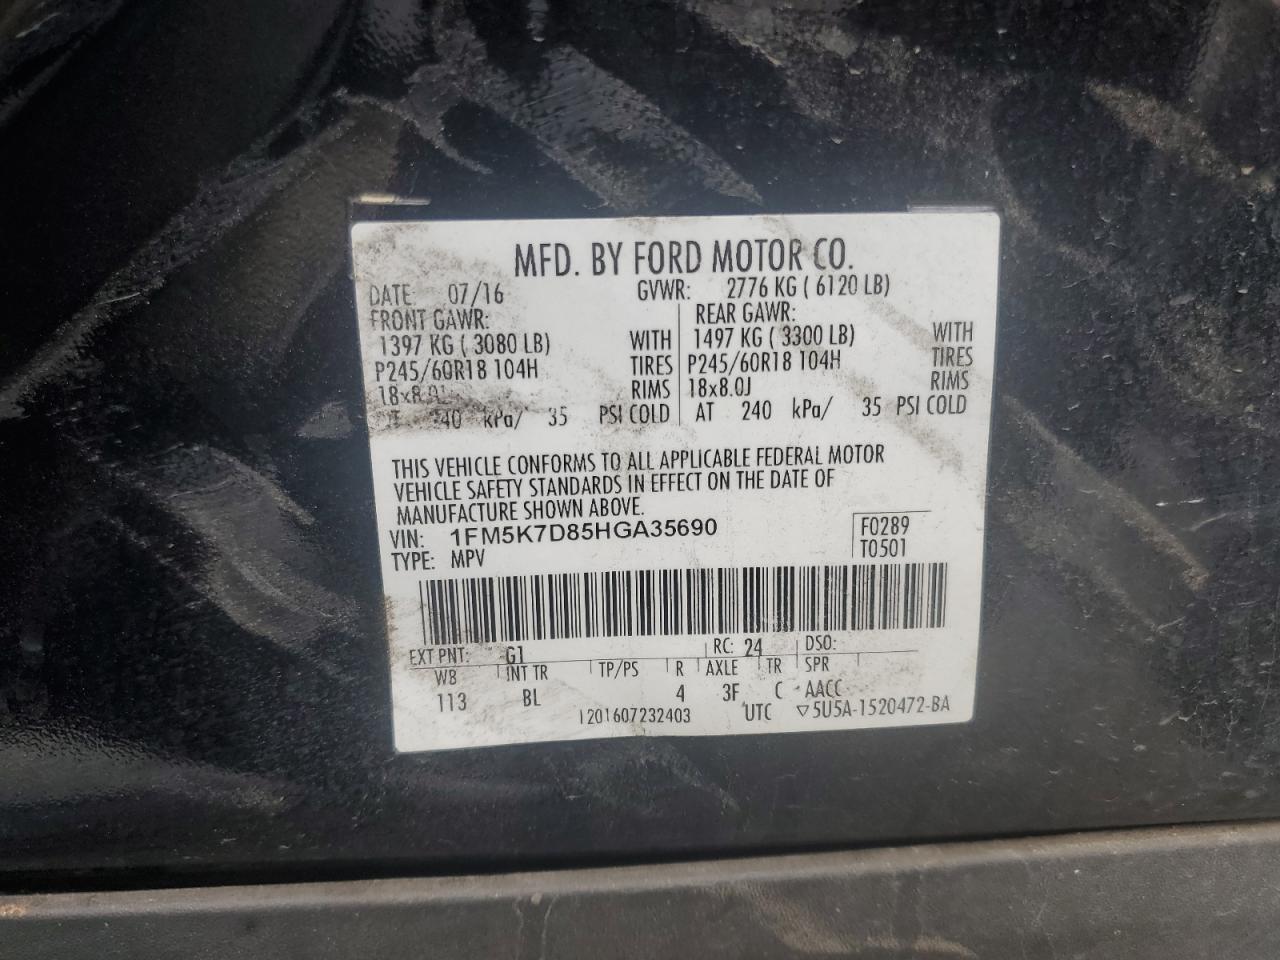 MFD. BY FORD MOTOR CO.
DATE: 07/16 GVWR: 2776 KG ( 6120 LB)
FRONT GAWR: REAR GAWR:
1397 KG ( 3080 LB) WITH 1497 KG ( 3300 LB) WITH
P245/60R18 104H TIRES P245/60R18 104H TIRES
RIMS 18x8.0J RIMS
kPa/ 35 PSI COLD AT 240 kPa/ 35 PSI COLD
THIS VEHICLE CONFORMS TO ALL APPLICABLE FEDERAL MOTOR
VEHICLE SAFETY STANDARDS IN EFFECT ON THE DATE OF
MANUFACTURE SHOWN ABOVE.
VIN: 1FM5K7D85HGA35690 F0289
TYPE: MPV T0501
EXT PNT: G1 RC: 24 DSO:
WB INT TR TP/PS R AXLE TR SPR
113 BL 4 3F C AACC
1201607232403 UTC ▽5U5A-1520472-BA